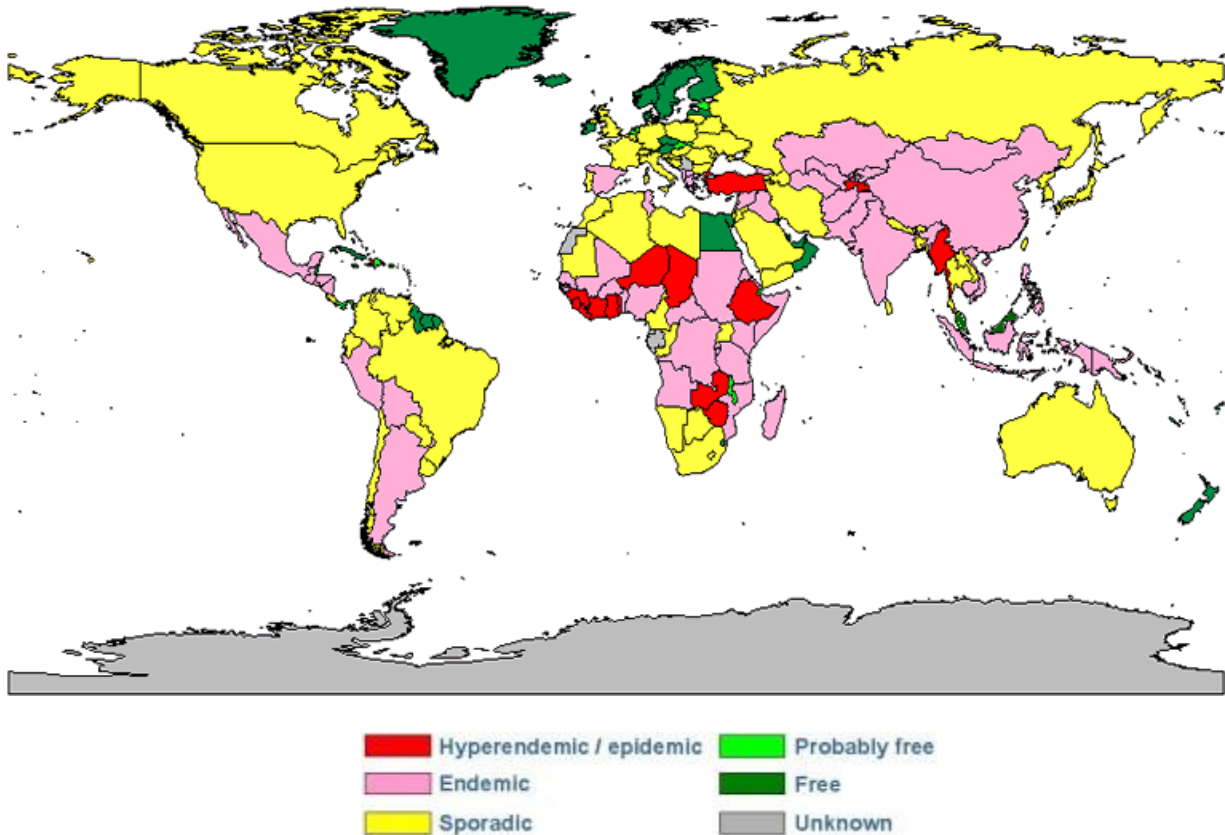 Hyperendemic / epidemic
Probably free
Endemic
Free
Sporadic
Unknown